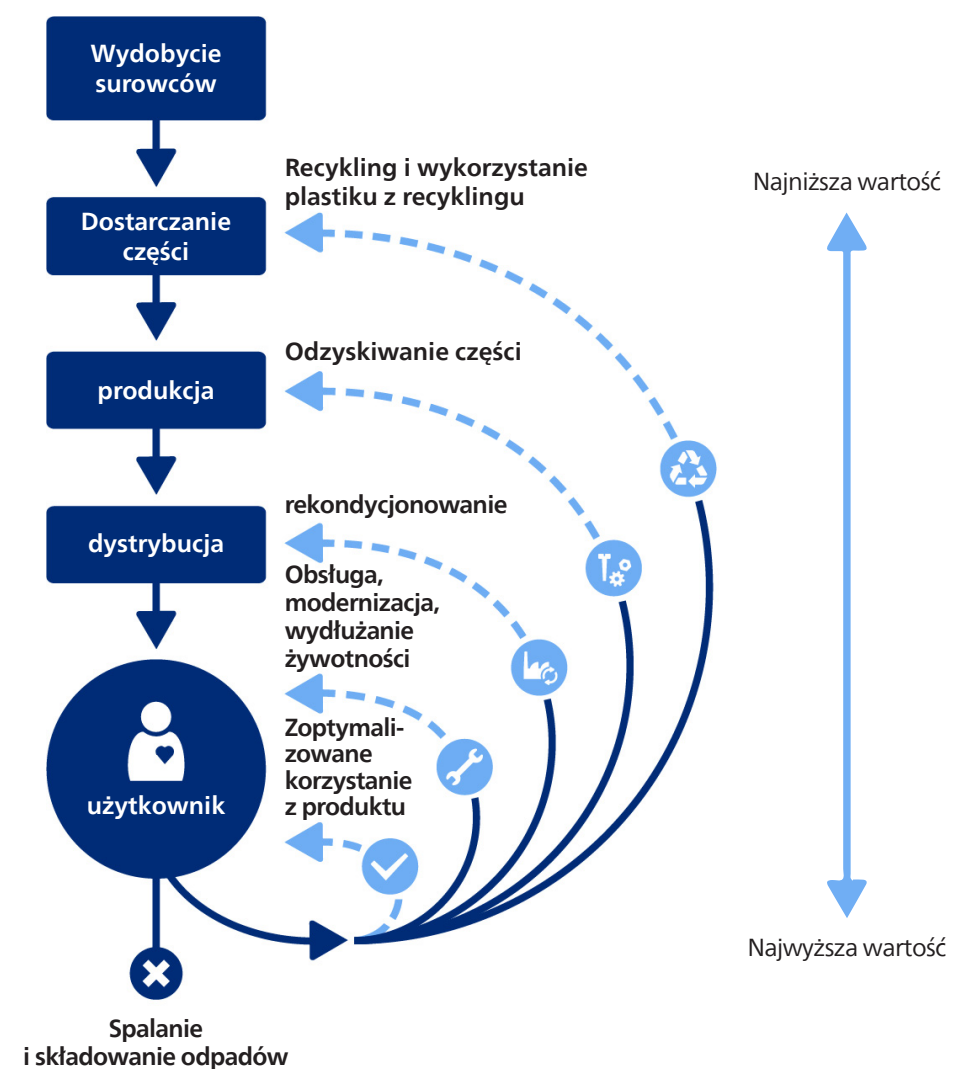 Wydobycie
surowców
Recykling i wykorzystanie
plastiku z recyklingu
Najniższa wartość
Dostarczanie
części
Odzyskiwanie części
produkcja
rekondycjonowanie
dystrybucja
Obsługa,
modernizacja,
wydłużanie
żywotności
Zoptymali-
zowane
korzystanie
z produktu
użytkownik
Najwyższa wartość
Spalanie
i składowanie odpadów